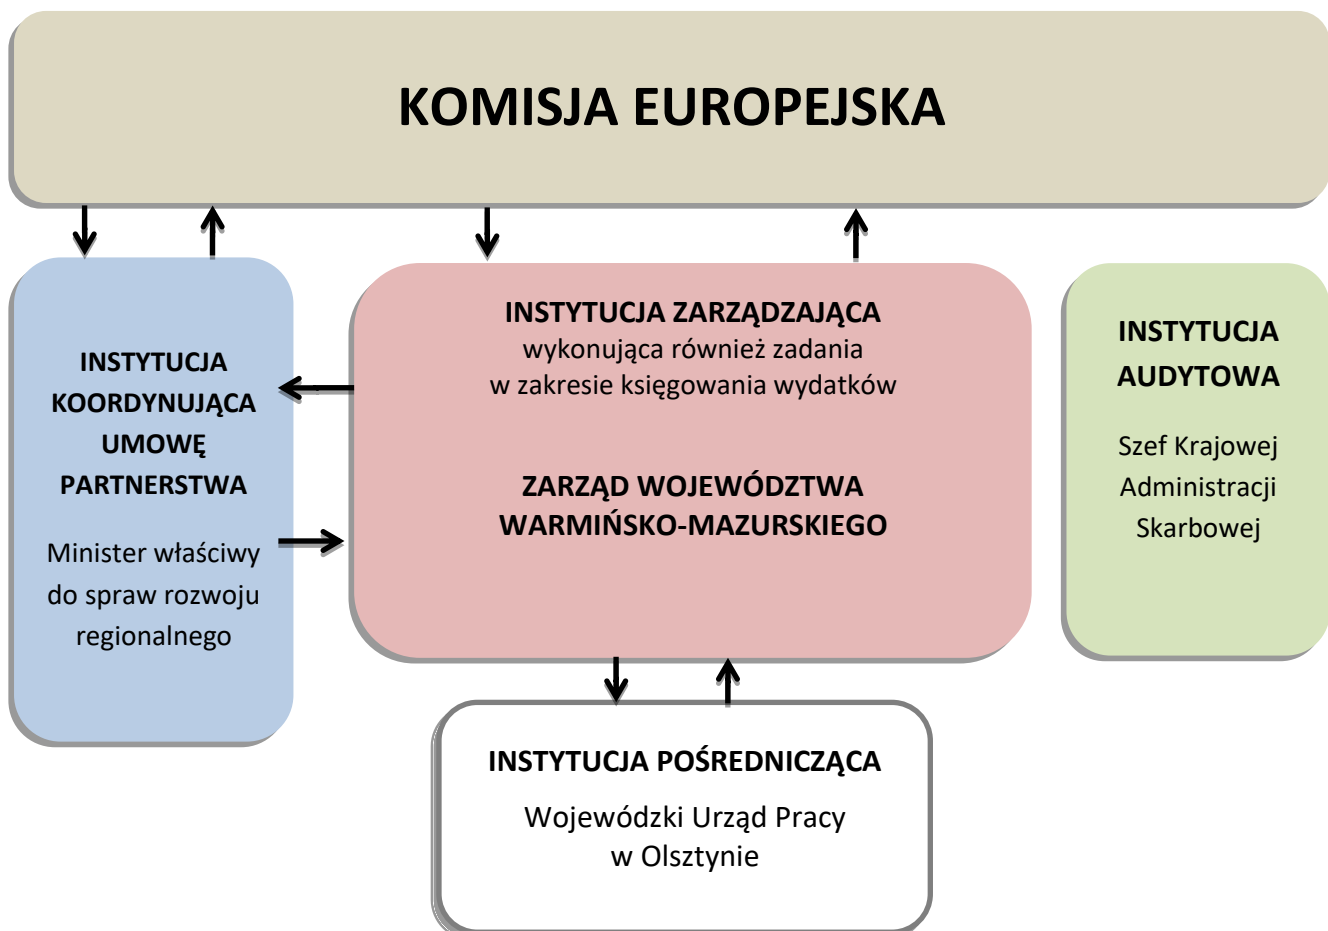 KOMISJA EUROPEJSKA
INSTYTUCJA
KOORDYNUJĄCA
UMOWĘ
PARTNERSTWA
Minister właściwy
do spraw rozwoju
regionalnego
INSTYTUCJA ZARZĄDZAJĄCA
wykonująca również zadania
w zakresie księgowania wydatków
ZARZĄD WOJEWÓDZTWA
WARMIŃSKO-MAZURSKIEGO
INSTYTUCJA
AUDYTOWA
Szef Krajowej
Administracji
Skarbowej
INSTYTUCJA POŚREDNICZĄCA
Wojewódzki Urząd Pracy
w Olsztynie